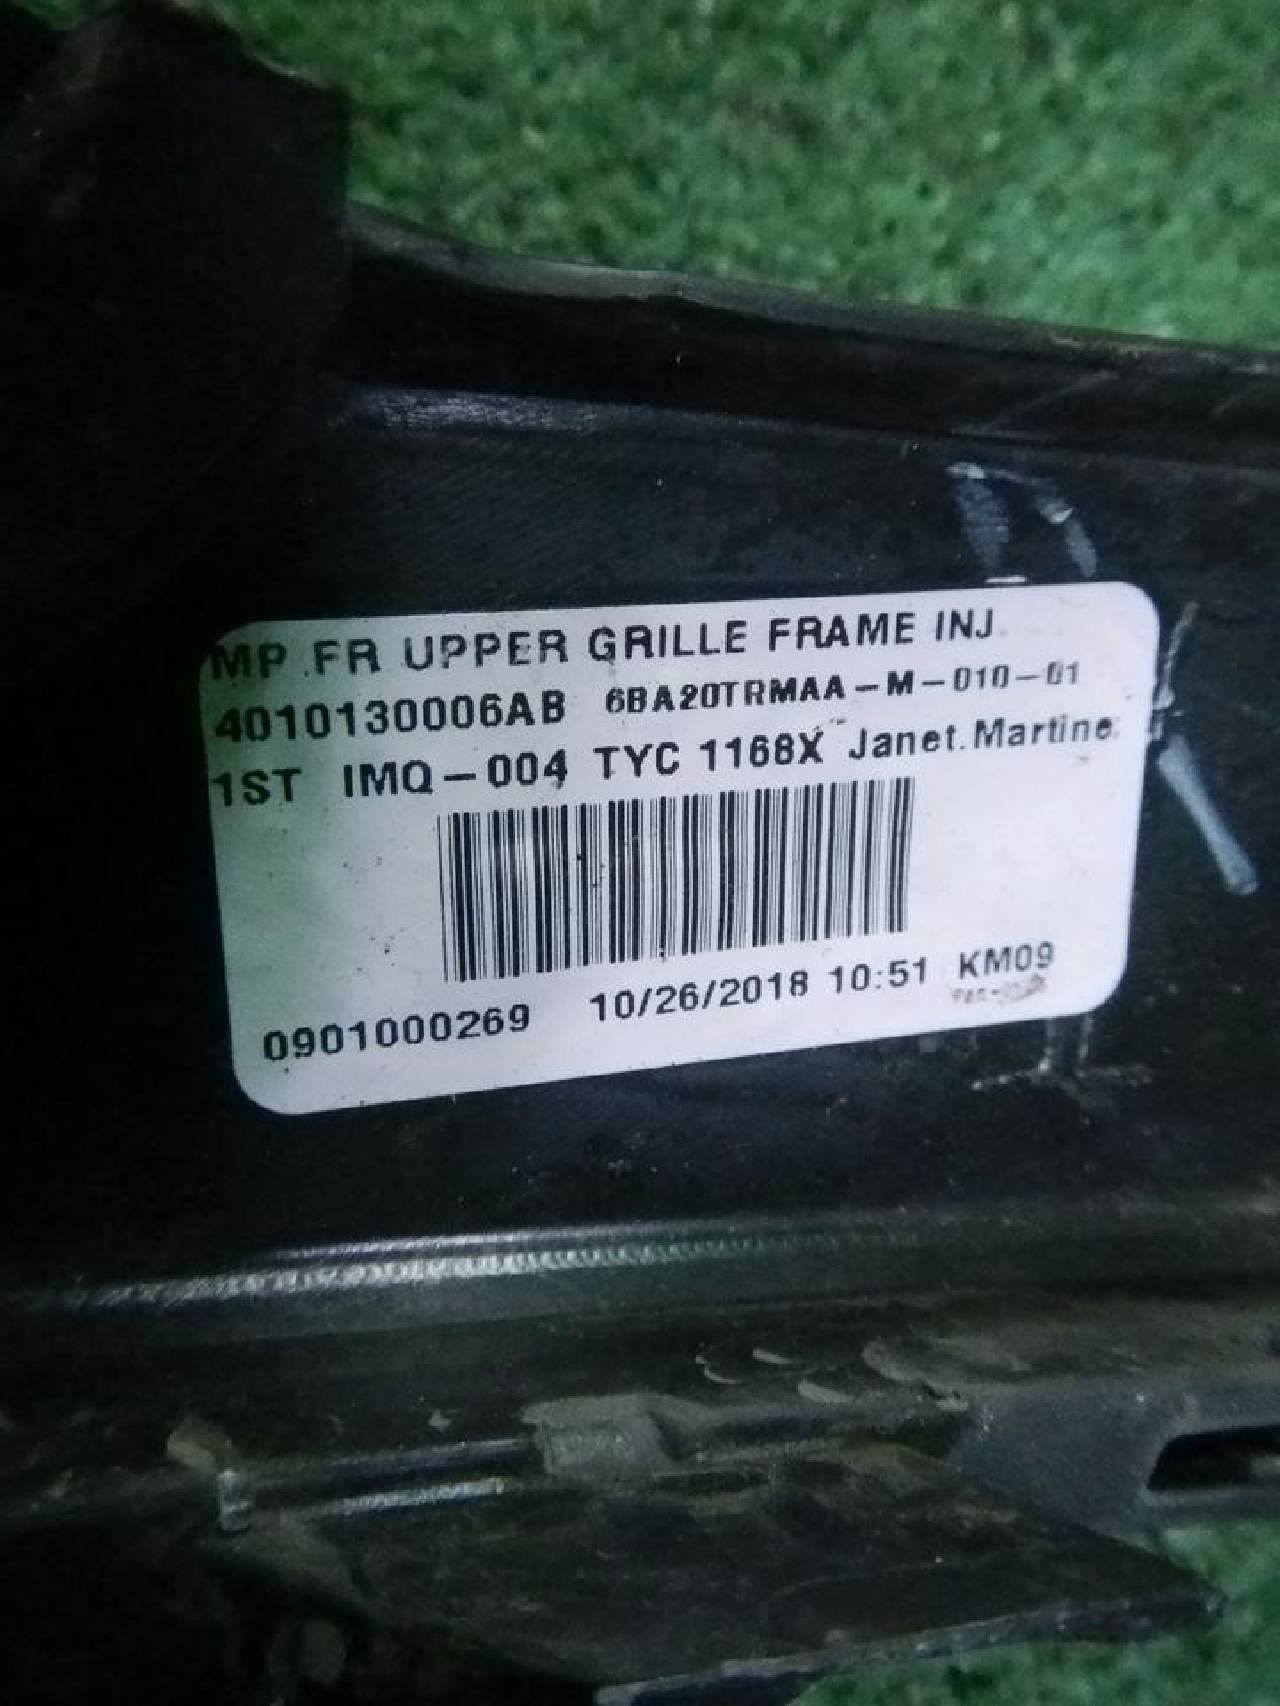 MP FR UPPER GRILLE FRAME INJ
4010130006AB 6BA20TRMAA-M-010-01
1ST IMQ-004 TYC 1168X Janet.Martine
0901000269 10/26/2018 10:51 KM09